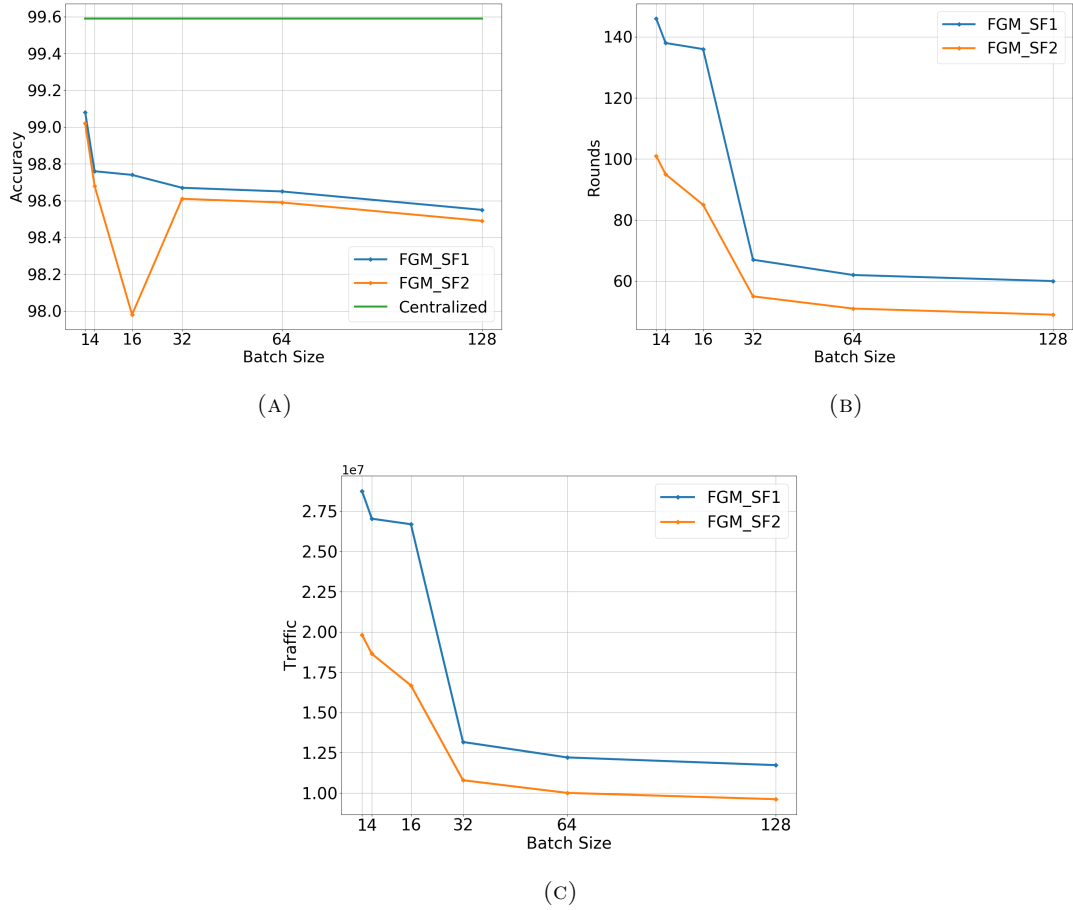 99.6
99.4
99.2
99.0
98.8
98.6
98.4
98.2
98.0
Accuracy
FGM_SF1
FGM_SF2
Centralized
14 16 32 64 128
Batch Size
(A)
140
120
100
80
60
Rounds
FGM_SF1
FGM_SF2
14 16 32 64 128
Batch Size
(B)
1e7
2.75
2.50
2.25
2.00
1.75
1.50
1.25
1.00
Traffic
FGM_SF1
FGM_SF2
14 16 32 64 128
Batch Size
(C)